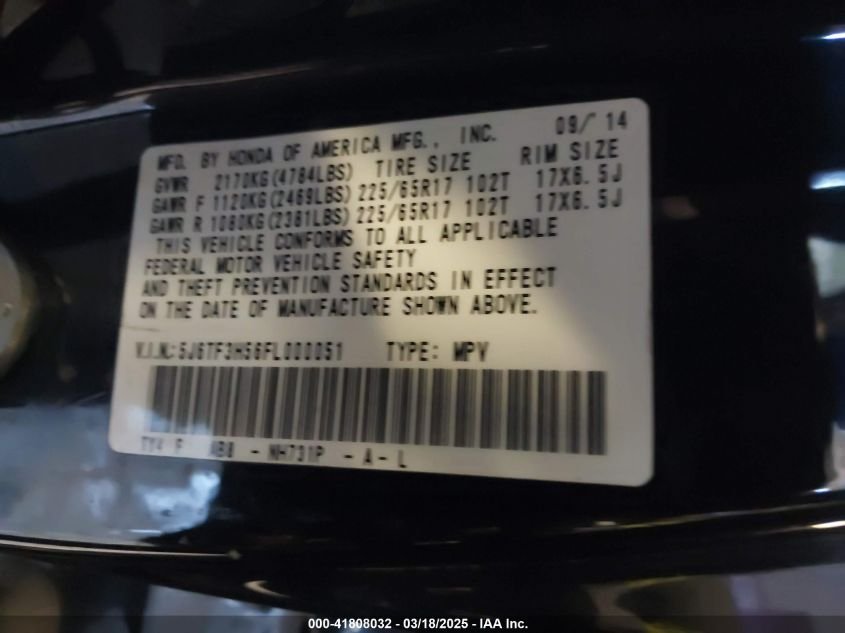 MFD. BY HONDA OF AMERICA MFG., INC. 09/ 14
GVWR 2170KG(4784LBS) TIRE SIZE RIM SIZE
GAWR F 1120KG(2469LBS) 225/65R17 102T 17X6.5J
GAWR R 1080KG(2381LBS) 225/65R17 102T 17X6.5J
THIS VEHICLE CONFORMS TO ALL APPLICABLE
FEDERAL MOTOR VEHICLE SAFETY
AND THEFT PREVENTION STANDARDS IN EFFECT
ON THE DATE OF MANUFACTURE SHOWN ABOVE.
V.I.N.: 5J6TF3H56FL000051 TYPE: MPV
TY4 F AB0 - NH731P - A - L
000-41808032 - 03/18/2025 - IAA Inc.